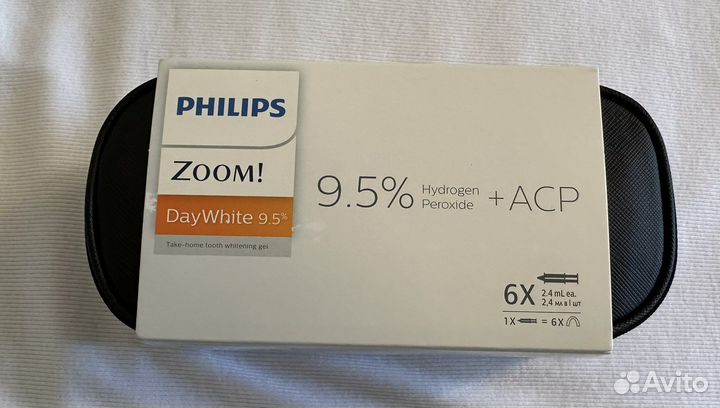 PHILIPS
ZOOM!
DayWhite 9.5%
Take-home tooth whitening gel
9.5% Hydrogen Peroxide + ACP
6X 2.4 mL ea.
2,4 мл в 1 шт
1X = 6X
Avito